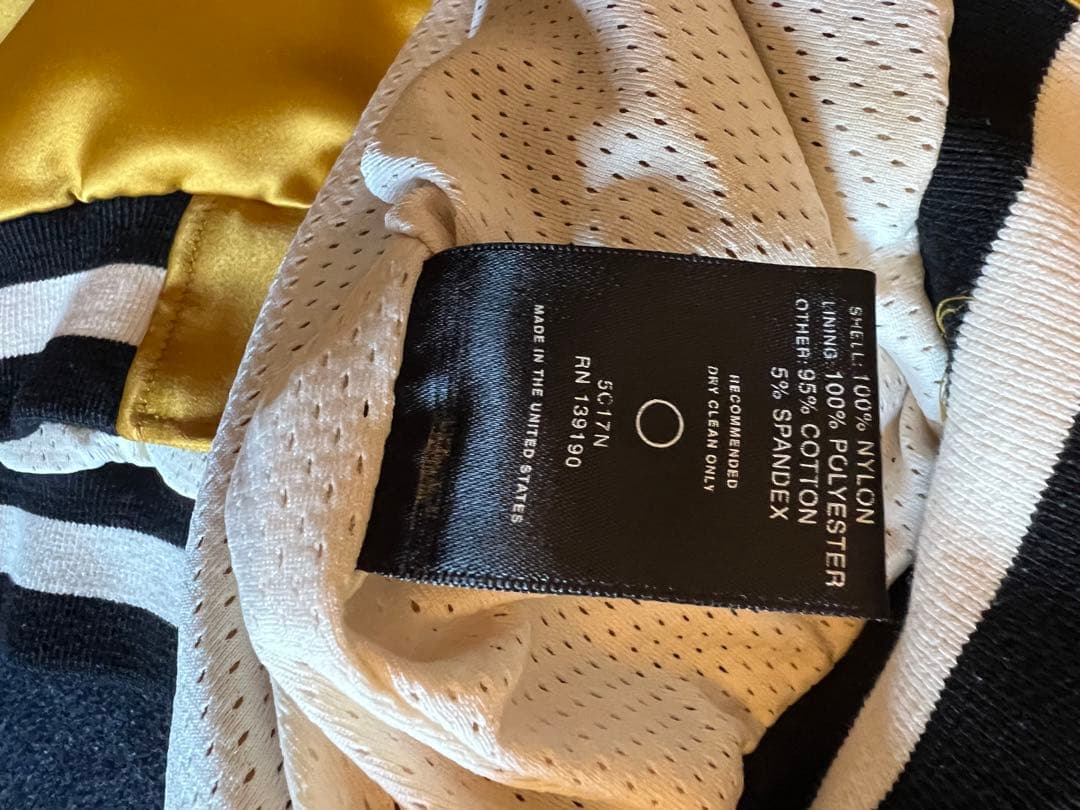 SHELL: 100% NYLON
LINING 100% POLYESTER
OTHER: 95% COTTON
5% SPANDEX
RECOMMENDED
DRY CLEAN ONLY
5C17N
RN 139190
MADE IN THE UNITED STATES